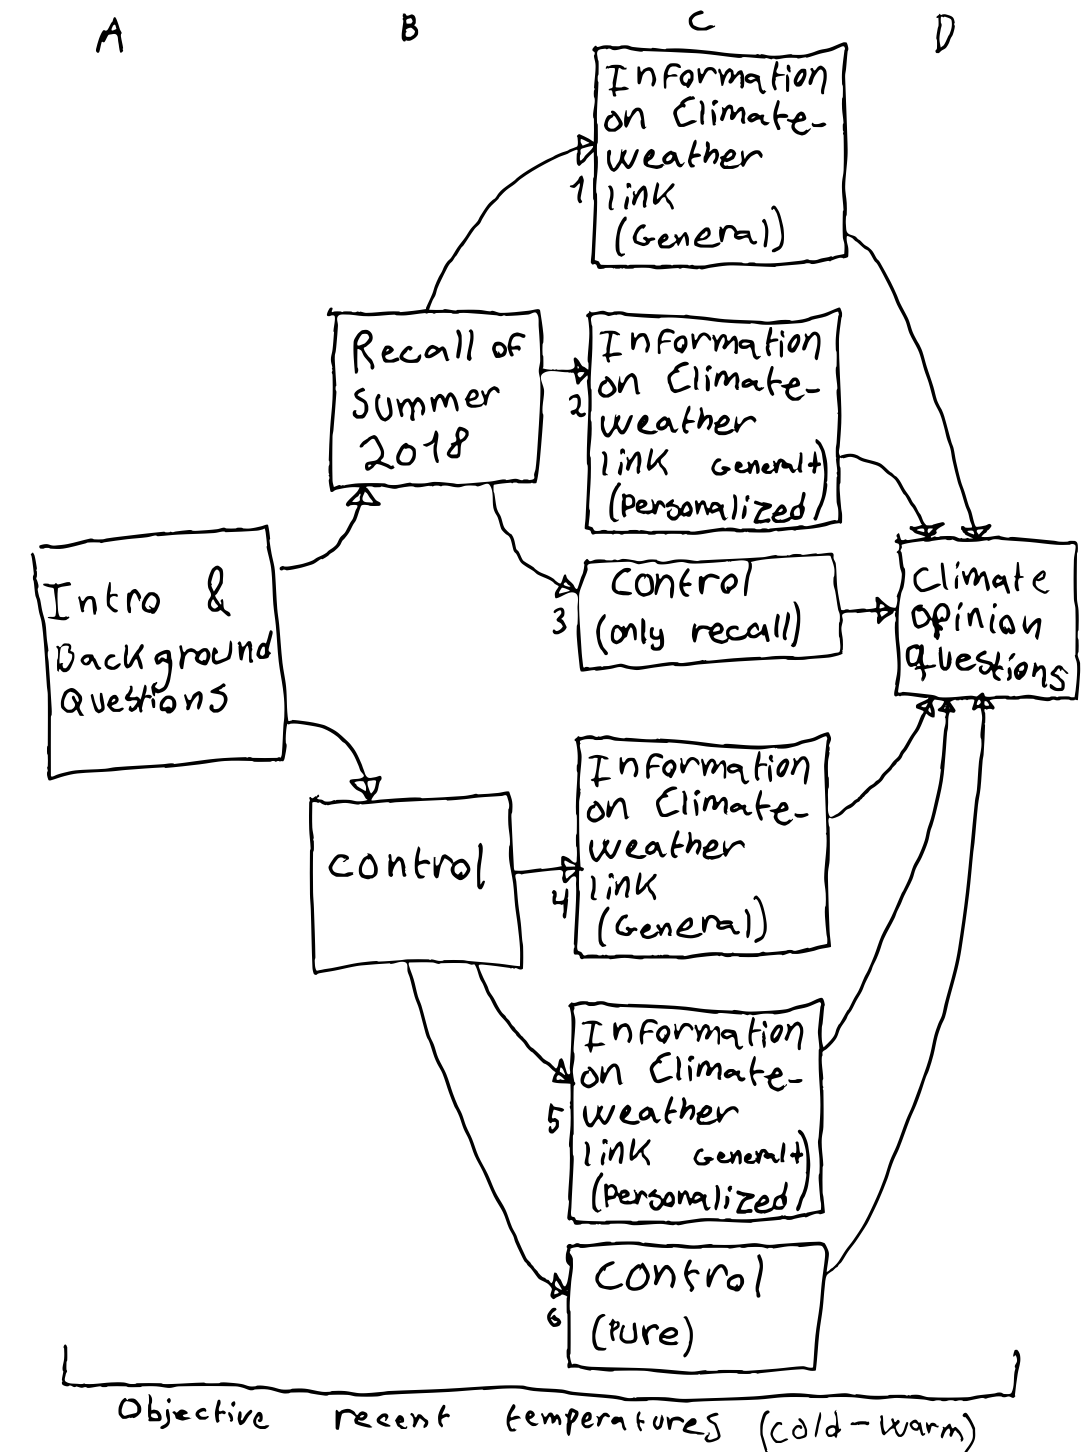 A B C D
Information
on Climate-
weather
link
(General)
1
Recall of
summer
2018
Information
on Climate-
weather
link General+
(Personalized)
2
control
(only recall)
3
Intro &
Background
Questions
climate
opinion
questions
control
Information
on Climate-
weather
link
(General)
4
Information
on Climate-
weather
link General+
(Personalized)
5
control
(Pure)
6
Objective recent temperatures (cold-warm)